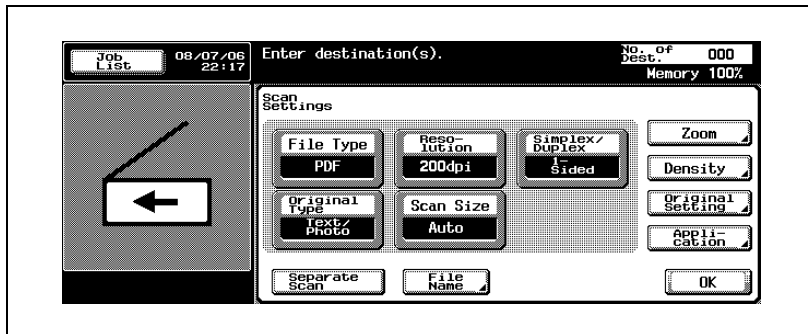 Job
List
08/07/06
22:17
Enter destination(s).
No. of
Dest.
000
Memory 100%
Scan
Settings
File Type
PDF
Reso-
lution
200dpi
Simplex/
Duplex
1-
Sided
Original
Type
Text/
Photo
Scan Size
Auto
Zoom
Density
Original
Setting
Appli-
cation
Separate
Scan
File
Name
OK